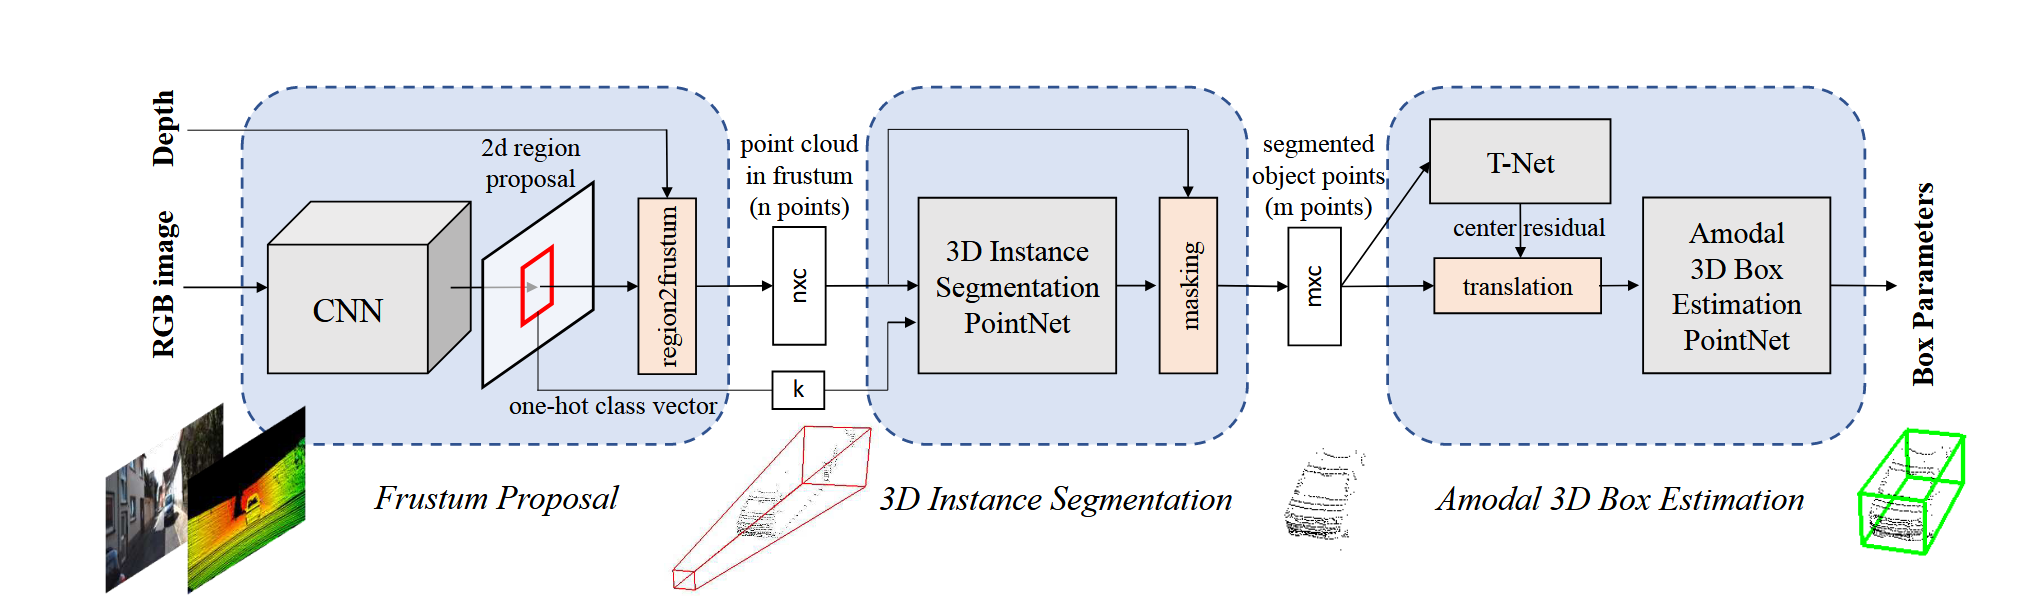 Depth
RGB image
CNN
2d region
proposal
region2frustum
one-hot class vector
Frustum Proposal
point cloud
in frustum
(n points)
nxc
k
3D Instance
Segmentation
PointNet
masking
3D Instance Segmentation
segmented
object points
(m points)
mxc
T-Net
center residual
translation
Amodal
3D Box
Estimation
PointNet
Amodal 3D Box Estimation
Box Parameters